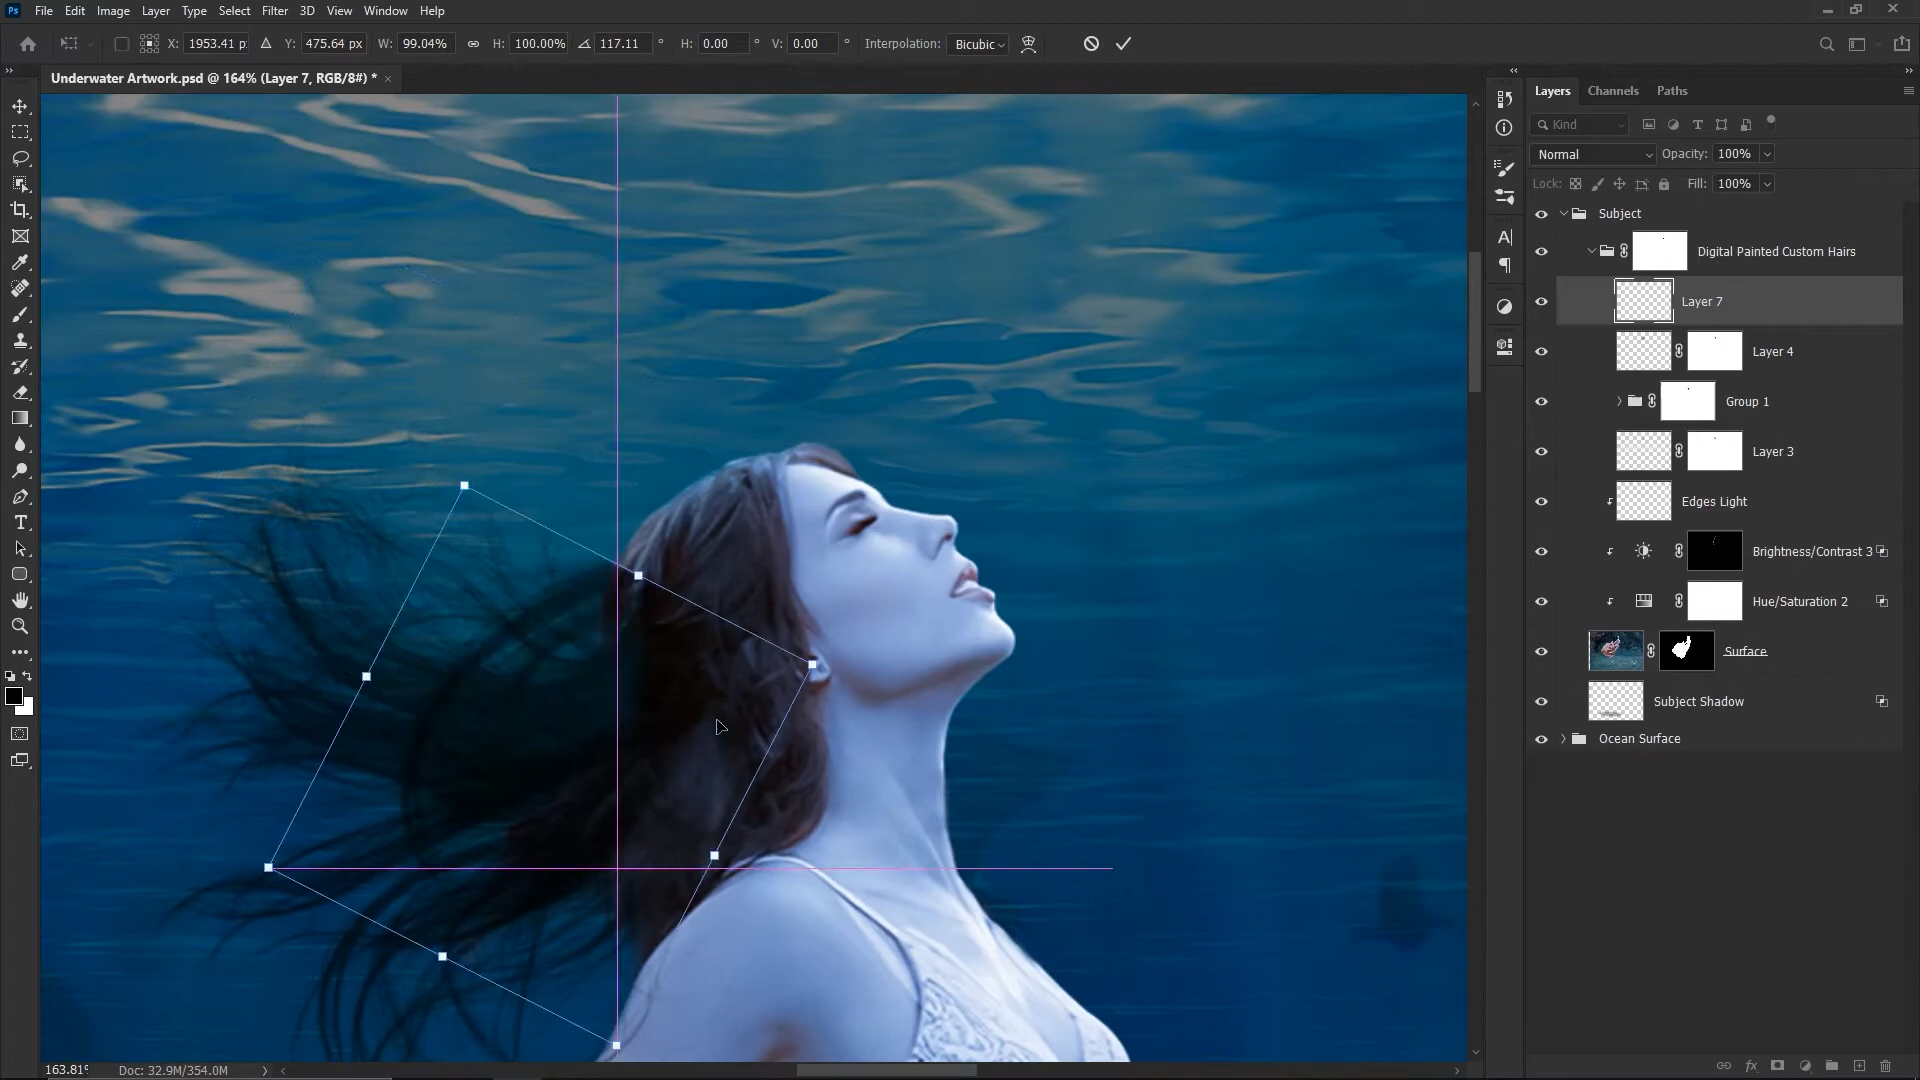 Ps File Edit Image Layer Type Select Filter 3D View Window Help
X: 1953.41 p Y: 475.64 px W: 99.04% H: 100.00% 117.11 ° H: 0.00 ° V: 0.00 ° Interpolation: Bicubic
Underwater Artwork.psd @ 164% (Layer 7, RGB/8#) * ×
Layers Channels Paths
Kind
Normal Opacity: 100%
Lock: Fill: 100%
Subject
Digital Painted Custom Hairs
Layer 7
Layer 4
Group 1
Layer 3
Edges Light
Brightness/Contrast 3
Hue/Saturation 2
Surface
Subject Shadow
Ocean Surface
163.81% Doc: 32.9M/354.0M